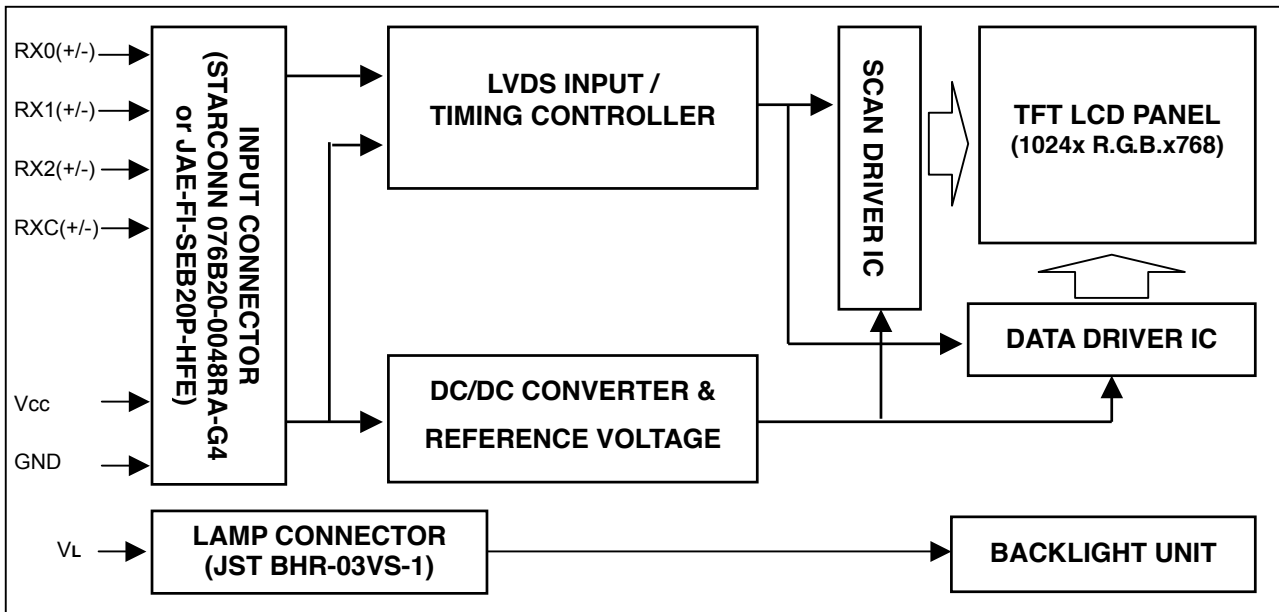 RX0(+/-)
RX1(+/-)
RX2(+/-)
RXC(+/-)
Vcc
GND
VL
INPUT CONNECTOR
(STARCONN 076B20-0048RA-G4
or JAE-FI-SEB20P-HFE)
LVDS INPUT /
TIMING CONTROLLER
SCAN DRIVER IC
TFT LCD PANEL
(1024x R.G.B.x768)
DATA DRIVER IC
DC/DC CONVERTER &
REFERENCE VOLTAGE
LAMP CONNECTOR
(JST BHR-03VS-1)
BACKLIGHT UNIT